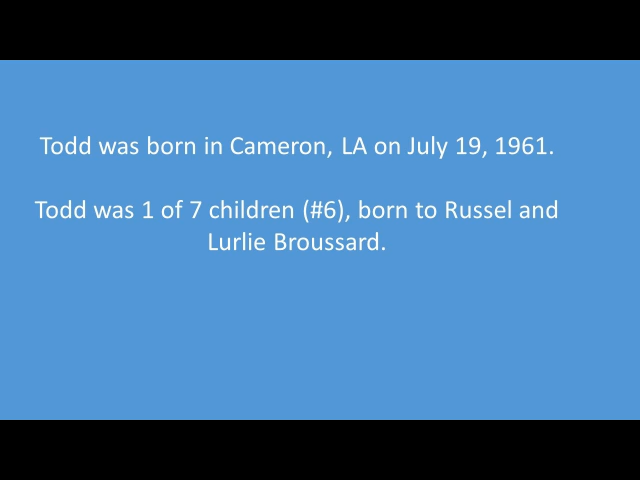 Todd was born in Cameron, LA on July 19, 1961.
Todd was 1 of 7 children (#6), born to Russel and
Lurlie Broussard.